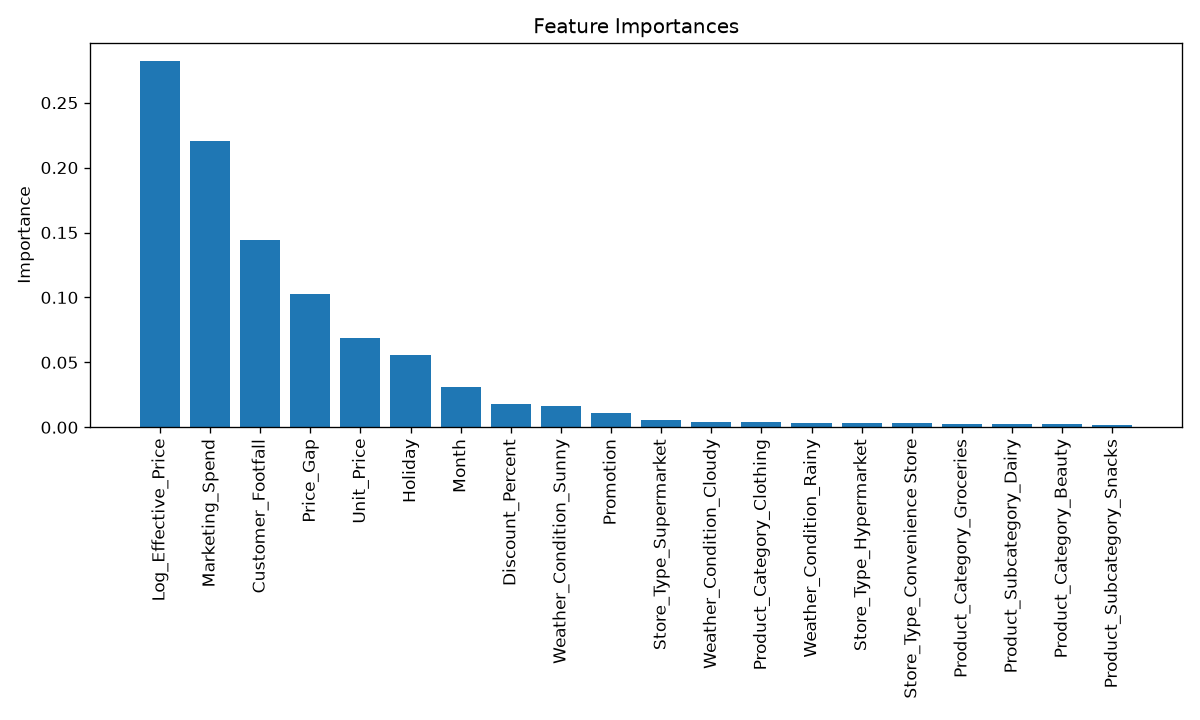 Feature Importances
Importance
0.25
0.20
0.15
0.10
0.05
0.00
Log_Effective_Price
Marketing_Spend
Customer_Footfall
Price_Gap
Unit_Price
Holiday
Month
Discount_Percent
Weather_Condition_Sunny
Promotion
Store_Type_Supermarket
Weather_Condition_Cloudy
Product_Category_Clothing
Weather_Condition_Rainy
Store_Type_Hypermarket
Store_Type_Convenience Store
Product_Category_Groceries
Product_Subcategory_Dairy
Product_Category_Beauty
Product_Subcategory_Snacks